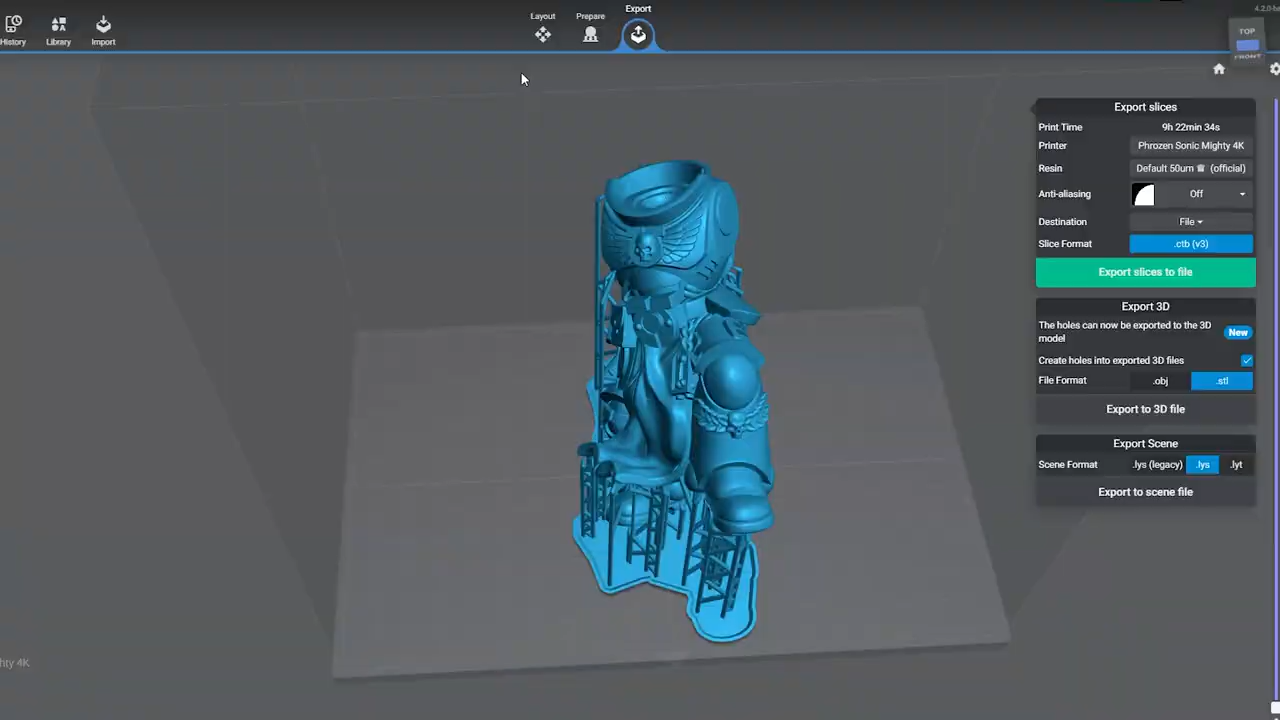 History
Library
Import
Layout
Prepare
Export
TOP
FRONT
Export slices
Print Time 9h 22min 34s
Printer Phrozen Sonic Mighty 4K
Resin Default 50um (official)
Anti-aliasing Off
Destination File
Slice Format .ctb (v3)
Export slices to file
Export 3D
The holes can now be exported to the 3D
model
New
Create holes into exported 3D files
File Format .obj .stl
Export to 3D file
Export Scene
Scene Format .lys (legacy) .lys .lyt
Export to scene file
hty 4K